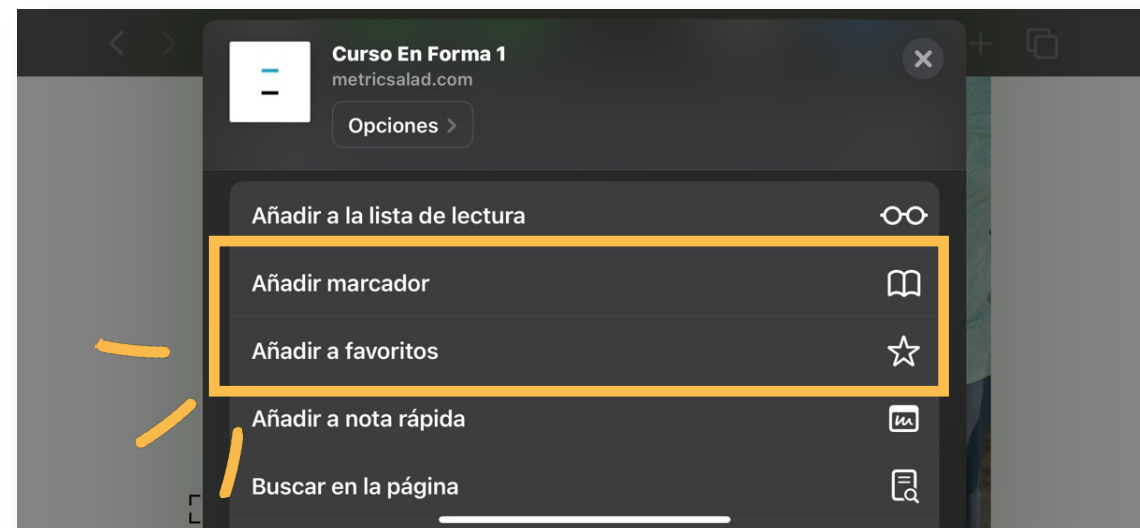 Curso En Forma 1
metricsalad.com
Opciones
Añadir a la lista de lectura
Añadir marcador
Añadir a favoritos
Añadir a nota rápida
Buscar en la página